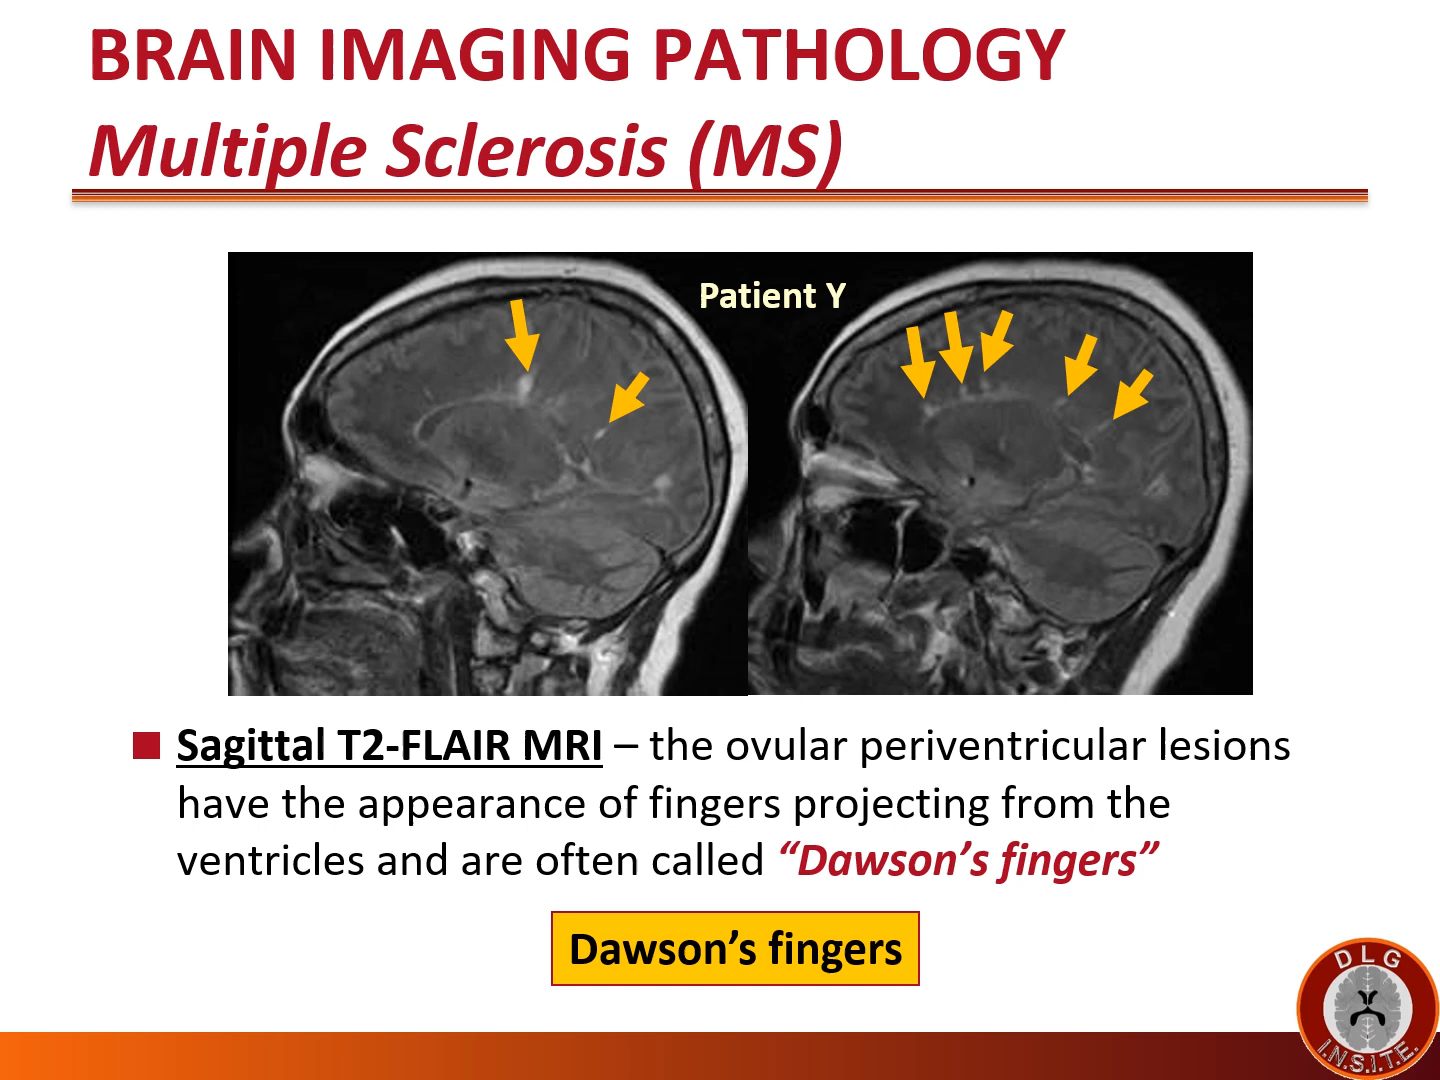 BRAIN IMAGING PATHOLOGY
Multiple Sclerosis (MS)
Patient Y
Sagittal T2-FLAIR MRI – the ovular periventricular lesions
have the appearance of fingers projecting from the
ventricles and are often called “Dawson’s fingers”
Dawson’s fingers
DLG
I.N.S.I.T.E.